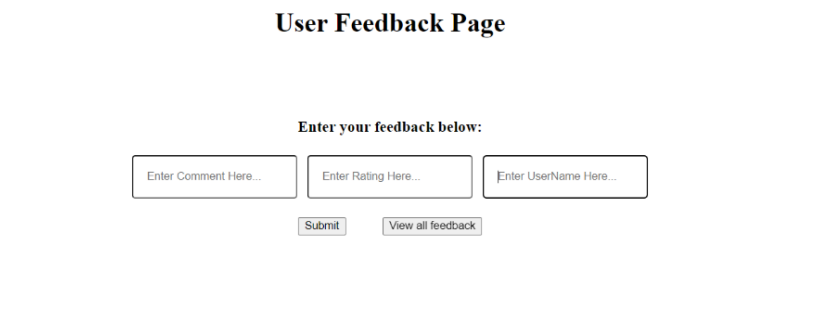 User Feedback Page
Enter your feedback below:
Enter Comment Here... Enter Rating Here... Enter UserName Here...
Submit View all feedback